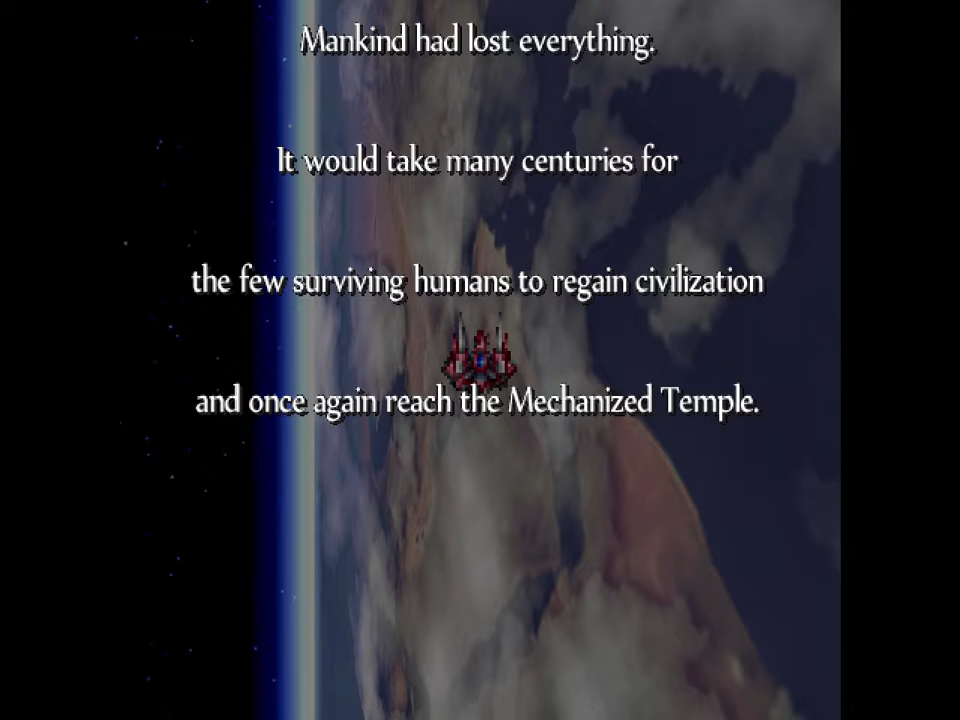 Mankind had lost everything.
It would take many centuries for
the few surviving humans to regain civilization
and once again reach the Mechanized Temple.